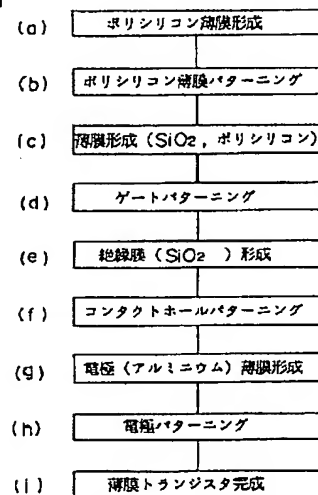 (a) ポリシリコン薄膜形成
(b) ポリシリコン薄膜パターニング
(c) 薄膜形成(SiO2,ポリシリコン)
(d) ゲートパターニング
(e) 絶縁膜(SiO2 )形成
(f) コンタクトホールパターニング
(g) 電極(アルミニウム)薄膜形成
(h) 電極パターニング
(i) 薄膜トランジスタ完成